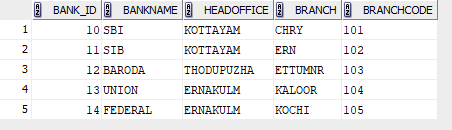 BANK_ID BANKNAME HEADOFFICE BRANCH BRANCHCODE
1 10 SBI KOTTAYAM CHRY 101
2 11 SIB KOTTAYAM ERN 102
3 12 BARODA THODUPUZHA ETTUMNR 103
4 13 UNION ERNAKULM KALOOR 104
5 14 FEDERAL ERNAKULM KOCHI 105